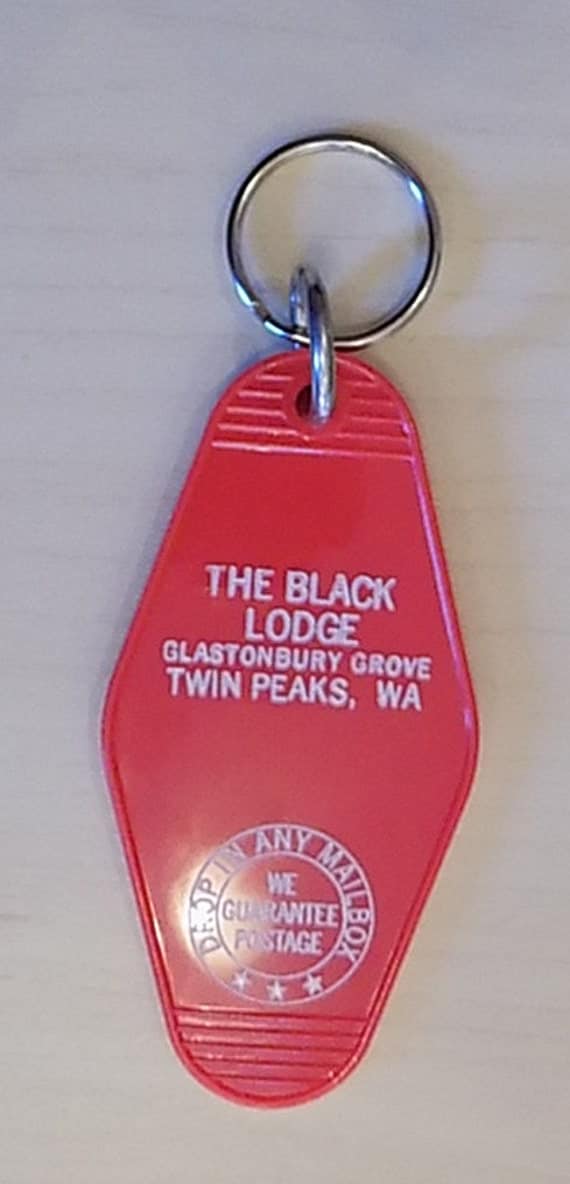 THE BLACK
LODGE
GLASTONBURY GROVE
TWIN PEAKS, WA
DROP IN ANY MAILBOX
WE
GUARANTEE
POSTAGE